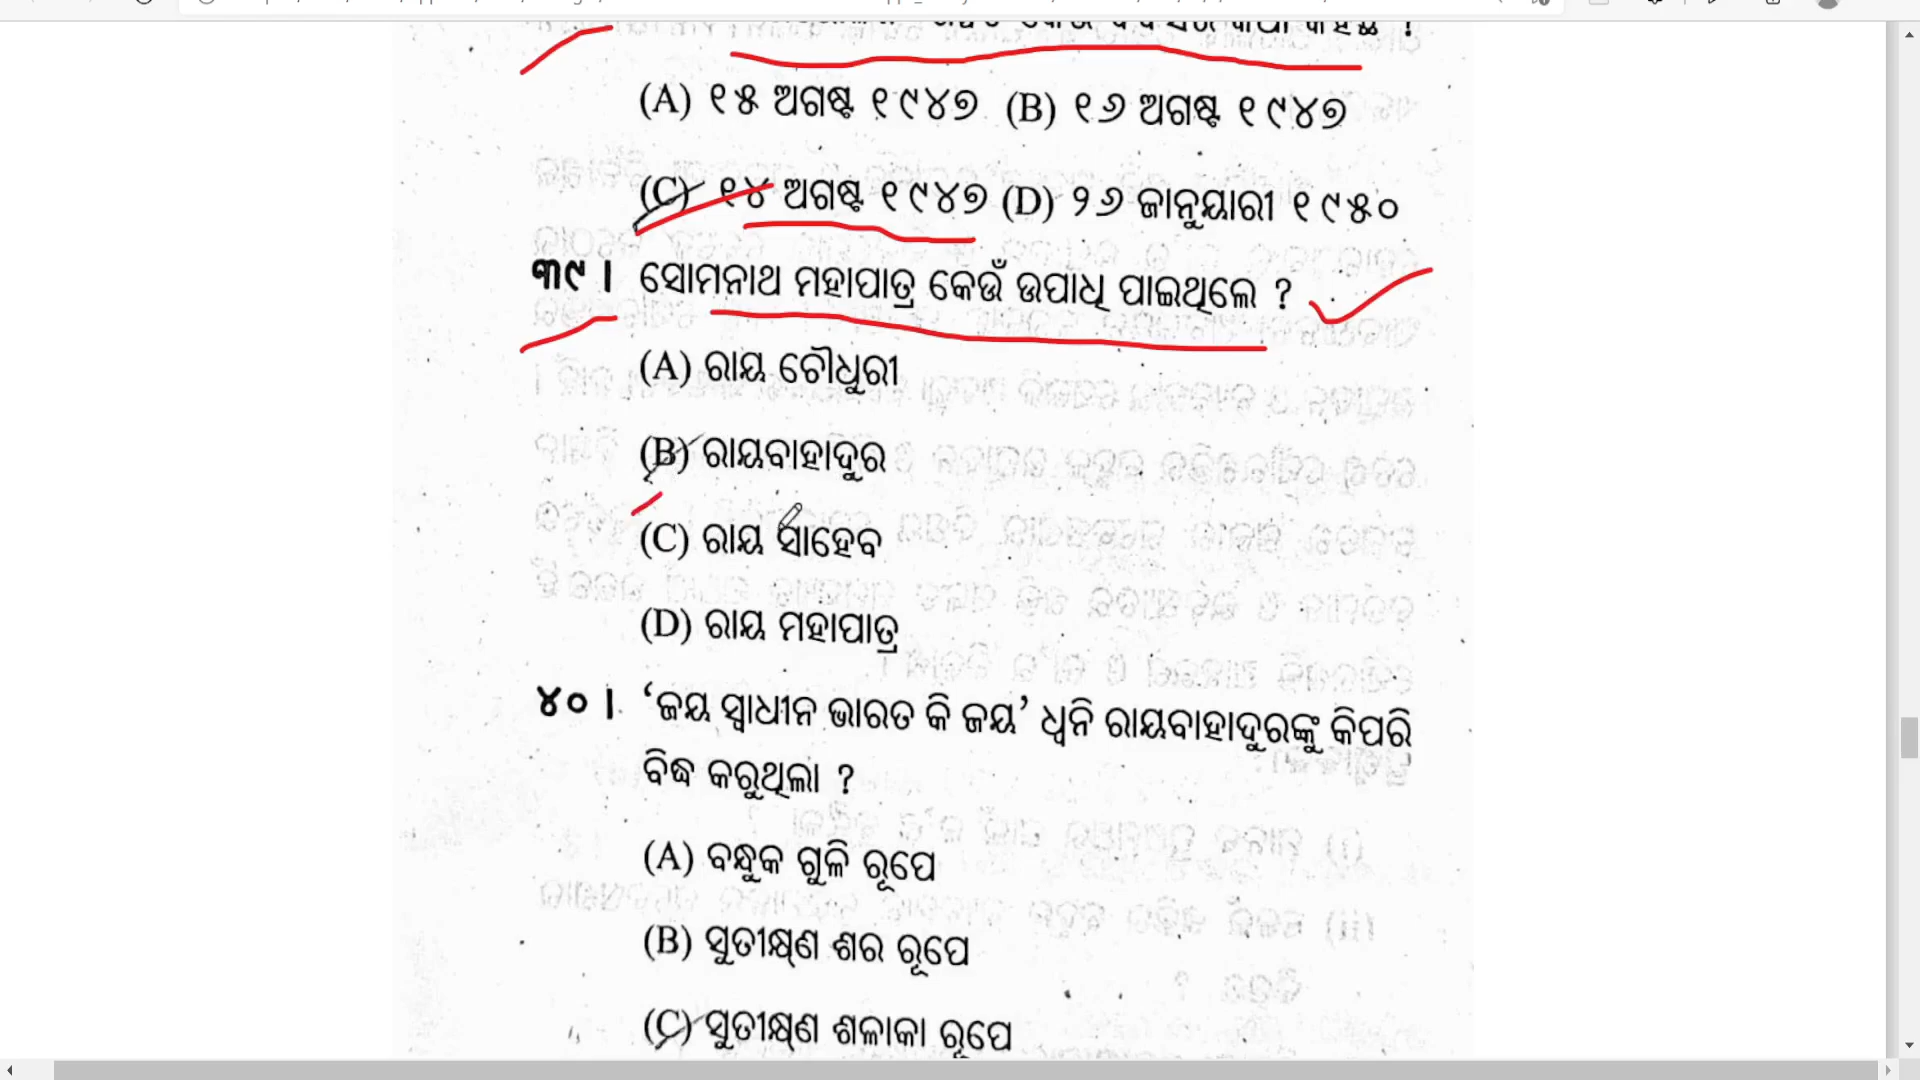 (A) ୧୫ ଅଗଷ୍ଟ ୧୯୪୭ (B) ୧୬ ଅଗଷ୍ଟ ୧୯୪୭
(C) ୧୪ ଅଗଷ୍ଟ ୧୯୪୭ (D) ୨୬ ଜାନୁୟାରୀ ୧୯୫୦
୩୯ । ସୋମନାଥ ମହାପାତ୍ର କେଉଁ ଉପାଧି ପାଇଥିଲେ ?
(A) ରାୟ ଚୌଧୁରୀ
(B) ରାୟବାହାଦୁର
(C) ରାୟ ସାହେବ
(D) ରାୟ ମହାପାତ୍ର
୪୦ । ‘ଜୟ ସ୍ୱାଧୀନ ଭାରତ କି ଜୟ’ ଧ୍ୱନି ରାୟବାହାଦୁରଙ୍କୁ କିପରି
ବିଦ୍ଧ କରୁଥିଲା ?
(A) ବନ୍ଧୁକ ଗୁଳି ରୂପେ
(B) ସୁତୀକ୍ଷ୍ଣ ଶର ରୂପେ
(C) ସୁତୀକ୍ଷ୍ଣ ଶଳାକା ରୂପେ